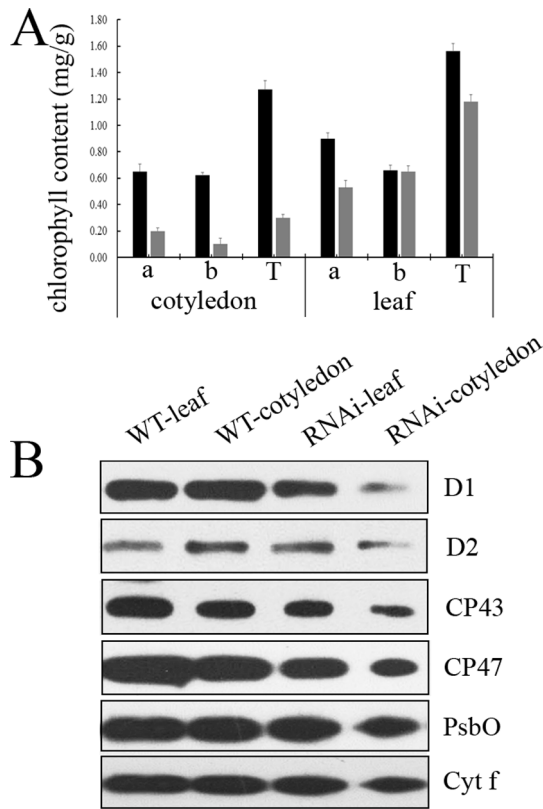 A
chlorophyll content (mg/g)
1.80
1.60
1.40
1.20
1.00
0.80
0.60
0.40
0.20
0.00
a b T a b T
cotyledon leaf
B
WT-leaf
WT-cotyledon
RNAi-leaf
RNAi-cotyledon
D1
D2
CP43
CP47
PsbO
Cyt f